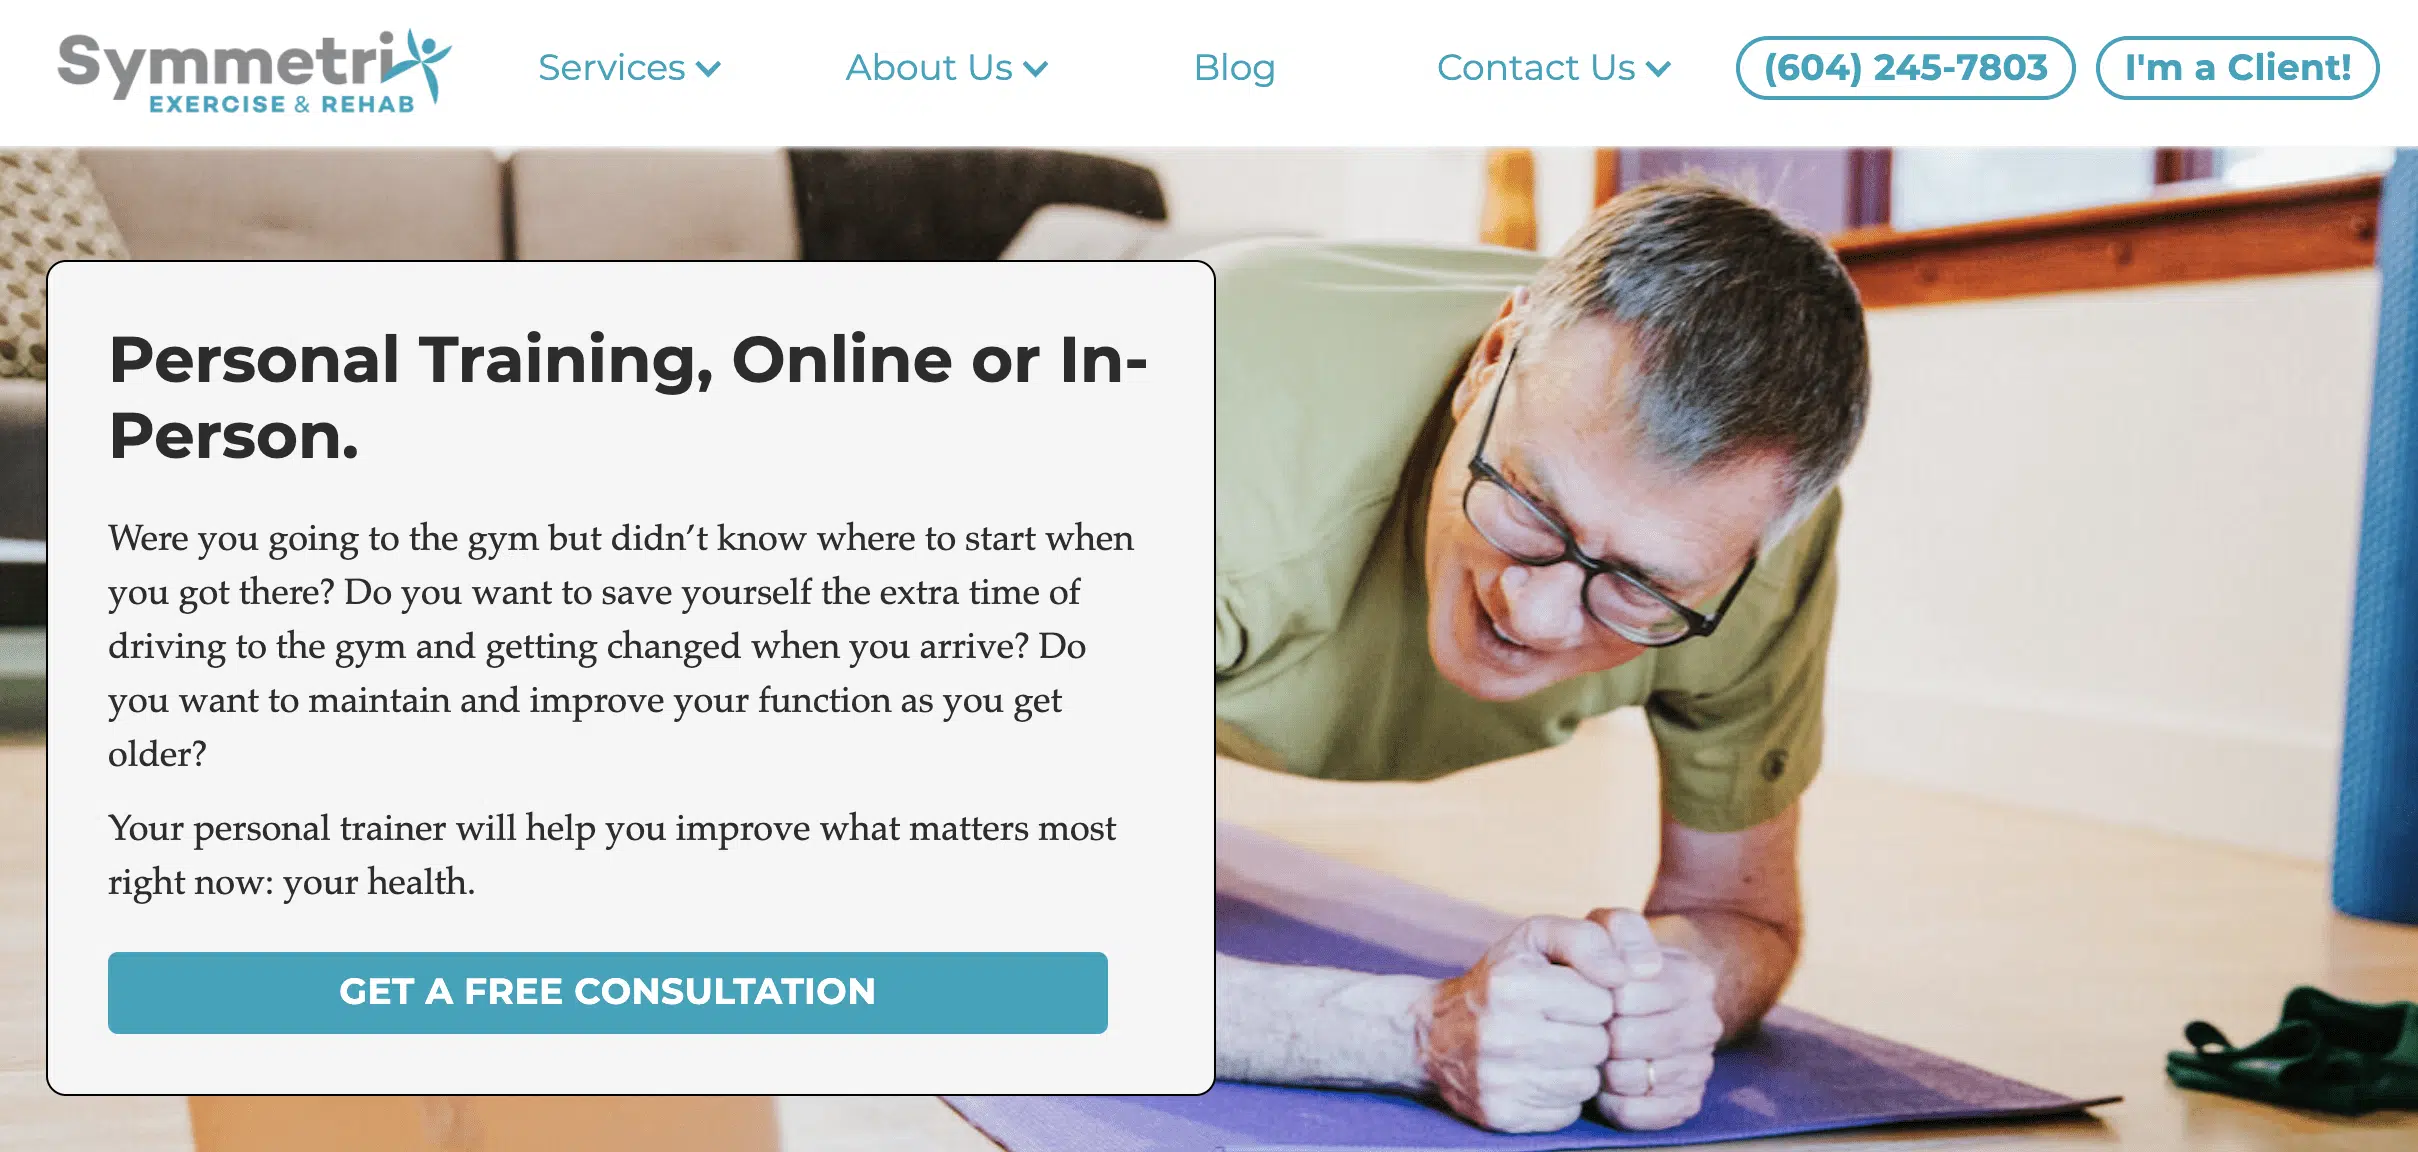 Symmetrix
EXERCISE & REHAB
Services
About Us
Blog
Contact Us
(604) 245-7803
I'm a Client!
Personal Training, Online or In-
Person.
Were you going to the gym but didn’t know where to start when
you got there? Do you want to save yourself the extra time of
driving to the gym and getting changed when you arrive? Do
you want to maintain and improve your function as you get
older?
Your personal trainer will help you improve what matters most
right now: your health.
GET A FREE CONSULTATION